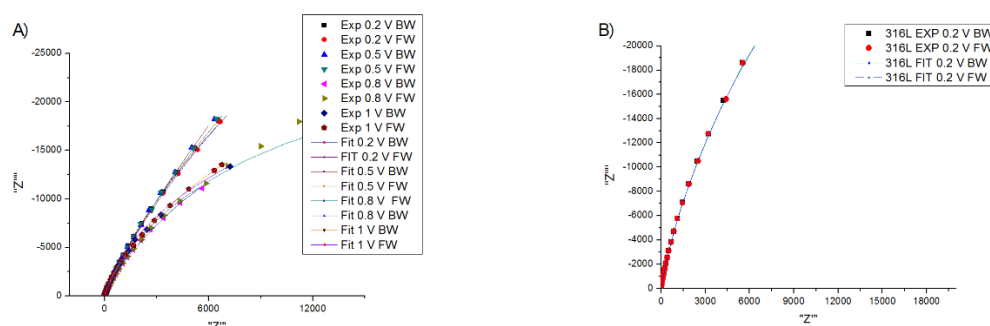 A)
-25000
-20000
-15000
-10000
-5000
0
"Z'"'
0
6000
12000
"Z'"
Exp 0.2 V BW
Exp 0.2 V FW
Exp 0.5 V BW
Exp 0.5 V FW
Exp 0.8 V BW
Exp 0.8 V FW
Exp 1 V BW
Exp 1 V FW
Fit 0.2 V BW
FIT 0.2 V FW
Fit 0.5 V BW
Fit 0.5 V FW
Fit 0.8 V FW
Fit 0.8 V BW
Fit 1 V BW
Fit 1 V FW
B)
-20000
-18000
-16000
-14000
-12000
-10000
-8000
-6000
-4000
-2000
0
"Z'"'
0
3000
6000
9000
12000
15000
18000
"Z'"
316L EXP 0.2 V BW
316L EXP 0.2 V FW
316L FIT 0.2 V BW
316L FIT 0.2 V FW